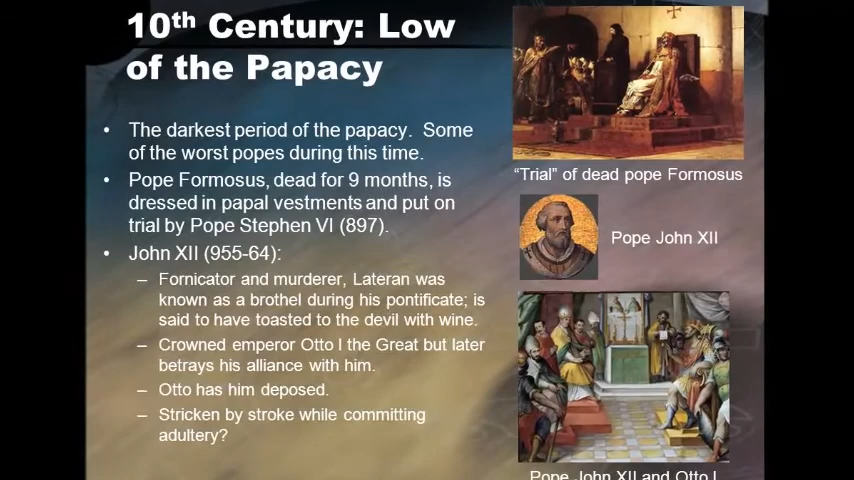 10th Century: Low
of the Papacy
• The darkest period of the papacy. Some
of the worst popes during this time.
• Pope Formosus, dead for 9 months, is
dressed in papal vestments and put on
trial by Pope Stephen VI (897).
• John XII (955-64):
– Fornicator and murderer, Lateran was
known as a brothel during his pontificate; is
said to have toasted to the devil with wine.
– Crowned emperor Otto I the Great but later
betrays his alliance with him.
– Otto has him deposed.
– Stricken by stroke while committing
adultery?
“Trial” of dead pope Formosus
Pope John XII
Pope John XII and Otto I